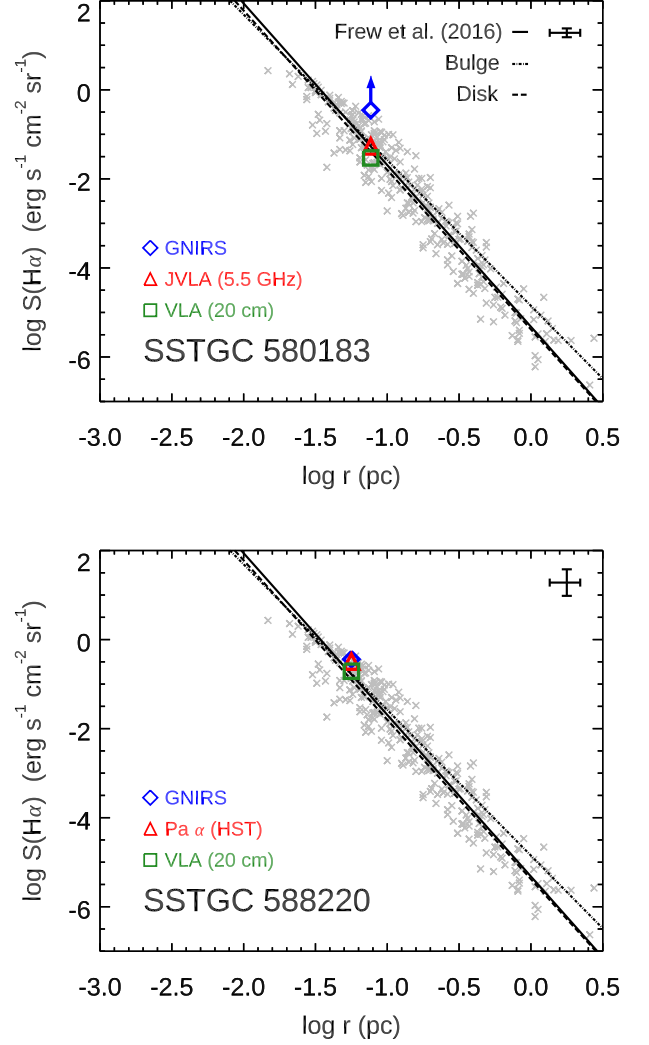 2
0
-2
-4
-6
log S(Hα) (erg s⁻¹ cm⁻² sr⁻¹)
Frew et al. (2016)
Bulge
Disk
GNIRS
JVLA (5.5 GHz)
VLA (20 cm)
SSTGC 580183
-3.0 -2.5 -2.0 -1.5 -1.0 -0.5 0.0 0.5
log r (pc)
2
0
-2
-4
-6
log S(Hα) (erg s⁻¹ cm⁻² sr⁻¹)
GNIRS
Pa α (HST)
VLA (20 cm)
SSTGC 588220
-3.0 -2.5 -2.0 -1.5 -1.0 -0.5 0.0 0.5
log r (pc)